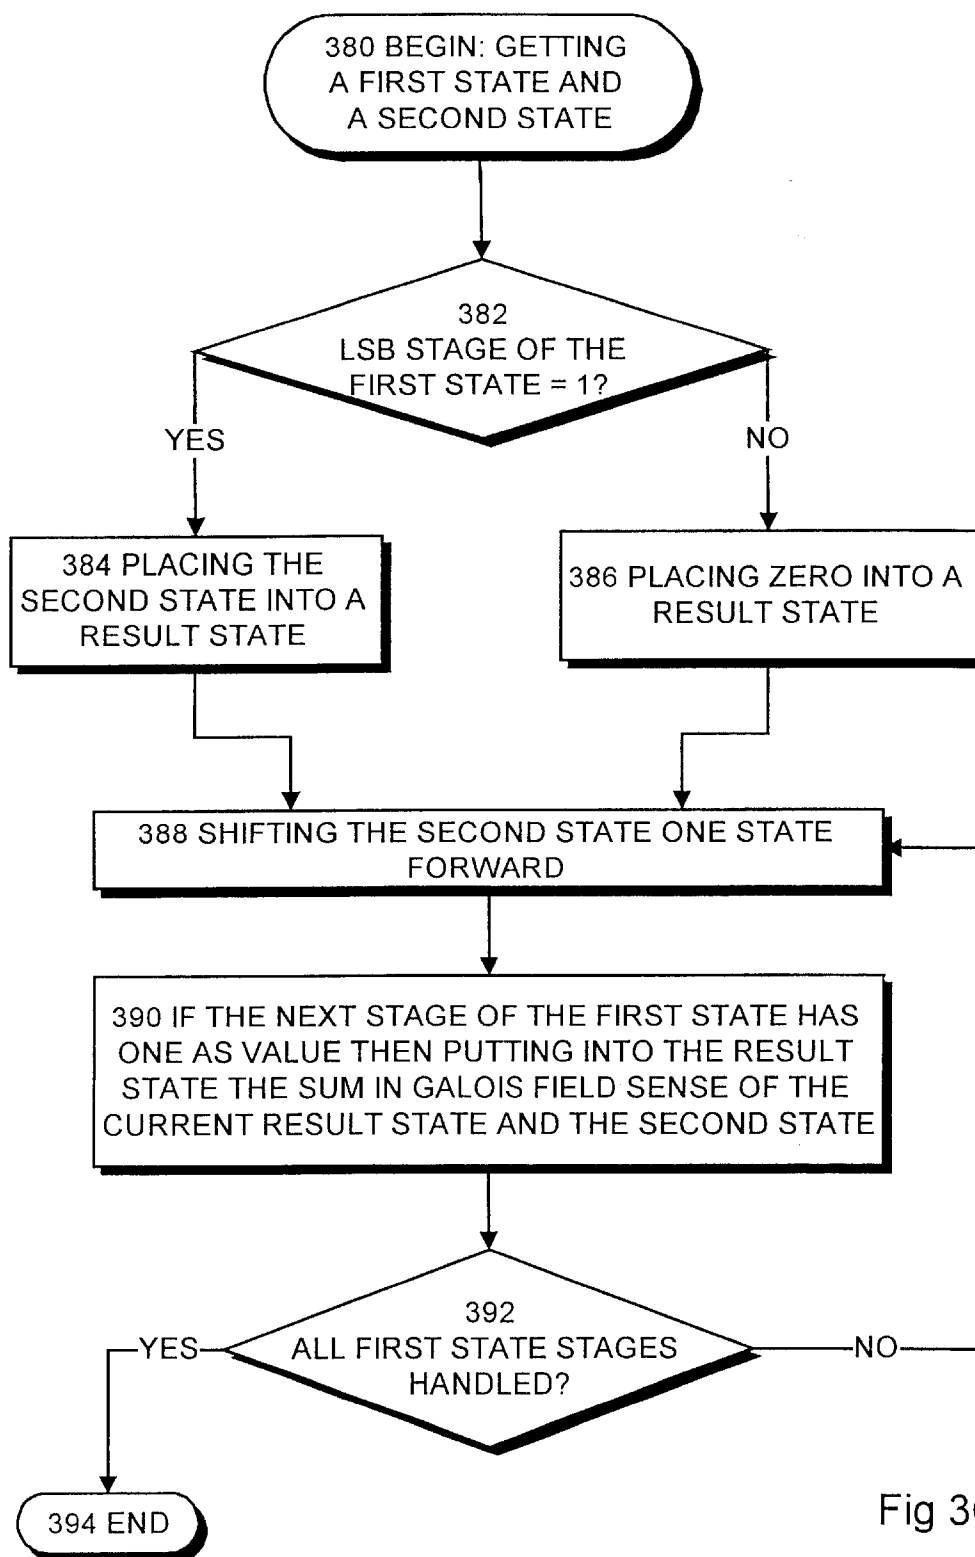 380 BEGIN: GETTING
A FIRST STATE AND
A SECOND STATE
382
LSB STAGE OF THE
FIRST STATE = 1?
YES
NO
384 PLACING THE
SECOND STATE INTO A
RESULT STATE
386 PLACING ZERO INTO A
RESULT STATE
388 SHIFTING THE SECOND STATE ONE STATE
FORWARD
390 IF THE NEXT STAGE OF THE FIRST STATE HAS
ONE AS VALUE THEN PUTTING INTO THE RESULT
STATE THE SUM IN GALOIS FIELD SENSE OF THE
CURRENT RESULT STATE AND THE SECOND STATE
392
ALL FIRST STATE STAGES
HANDLED?
YES
NO
394 END
Fig